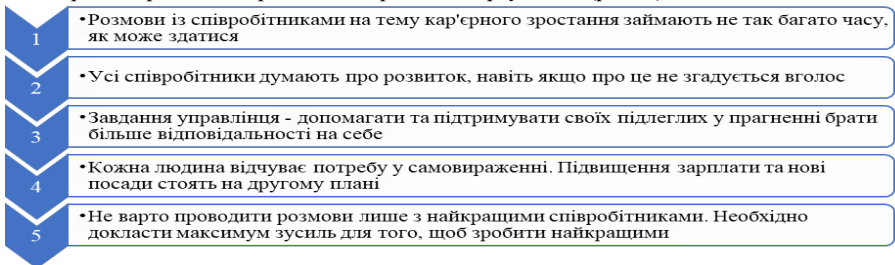 1
•Розмови із співробітниками на тему кар'єрного зростання займають не так багато часу,
як може здатися
2
•Усі співробітники думають про розвиток, навіть якщо про це не згадується вголос
3
•Завдання управлінця - допомагати та підтримувати своїх підлеглих у прагненні брати
більше відповідальності на себе
4
•Кожна людина відчуває потребу у самовираженні. Підвищення зарплати та нові
посади стоять на другому плані
5
•Не варто проводити розмови лише з найкращими співробітниками. Необхідно
докласти максимум зусиль для того, щоб зробити найкращими